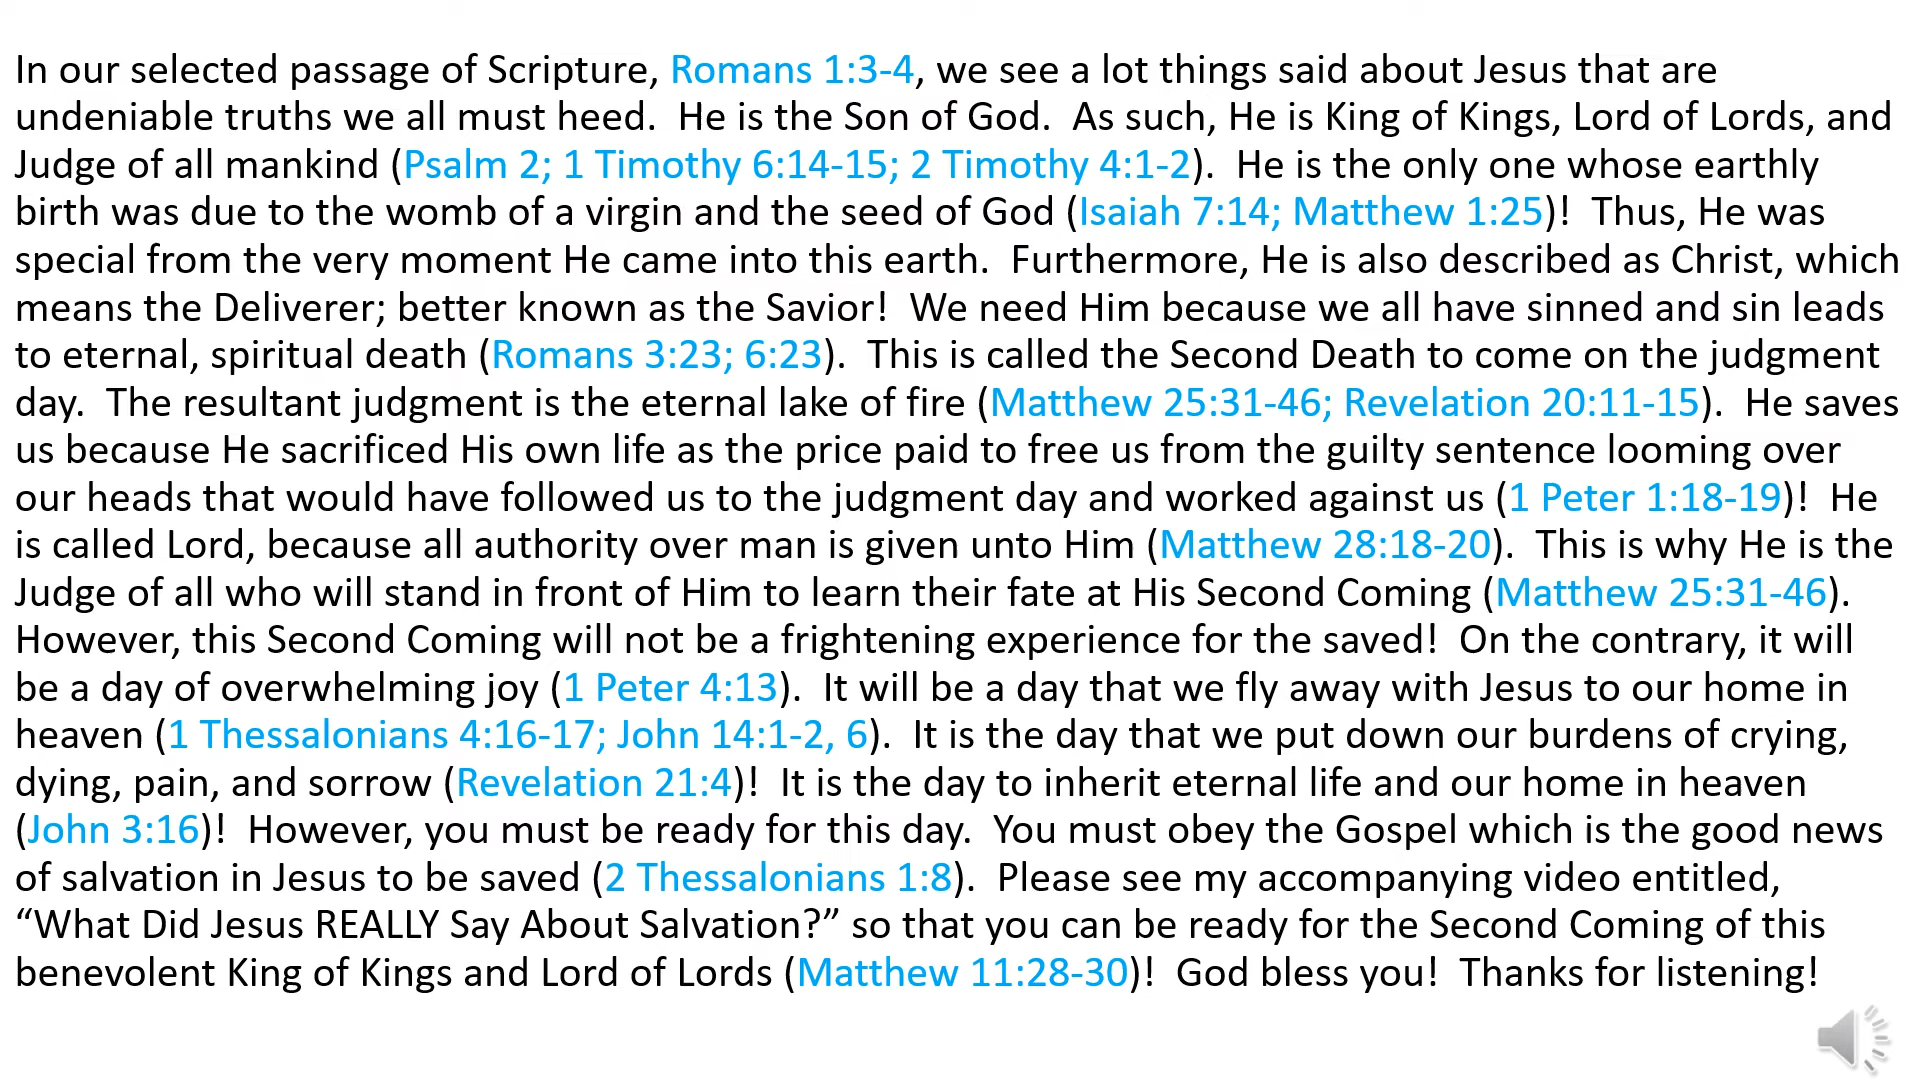 In our selected passage of Scripture, Romans 1:3-4, we see a lot things said about Jesus that are
undeniable truths we all must heed.  He is the Son of God.  As such, He is King of Kings, Lord of Lords, and
Judge of all mankind (Psalm 2; 1 Timothy 6:14-15; 2 Timothy 4:1-2).  He is the only one whose earthly
birth was due to the womb of a virgin and the seed of God (Isaiah 7:14; Matthew 1:25)!  Thus, He was
special from the very moment He came into this earth.  Furthermore, He is also described as Christ, which
means the Deliverer; better known as the Savior!  We need Him because we all have sinned and sin leads
to eternal, spiritual death (Romans 3:23; 6:23).  This is called the Second Death to come on the judgment
day.  The resultant judgment is the eternal lake of fire (Matthew 25:31-46; Revelation 20:11-15).  He saves
us because He sacrificed His own life as the price paid to free us from the guilty sentence looming over
our heads that would have followed us to the judgment day and worked against us (1 Peter 1:18-19)!  He
is called Lord, because all authority over man is given unto Him (Matthew 28:18-20).  This is why He is the
Judge of all who will stand in front of Him to learn their fate at His Second Coming (Matthew 25:31-46).
However, this Second Coming will not be a frightening experience for the saved!  On the contrary, it will
be a day of overwhelming joy (1 Peter 4:13).  It will be a day that we fly away with Jesus to our home in
heaven (1 Thessalonians 4:16-17; John 14:1-2, 6).  It is the day that we put down our burdens of crying,
dying, pain, and sorrow (Revelation 21:4)!  It is the day to inherit eternal life and our home in heaven
(John 3:16)!  However, you must be ready for this day.  You must obey the Gospel which is the good news
of salvation in Jesus to be saved (2 Thessalonians 1:8).  Please see my accompanying video entitled,
“What Did Jesus REALLY Say About Salvation?” so that you can be ready for the Second Coming of this
benevolent King of Kings and Lord of Lords (Matthew 11:28-30)!  God bless you!  Thanks for listening!